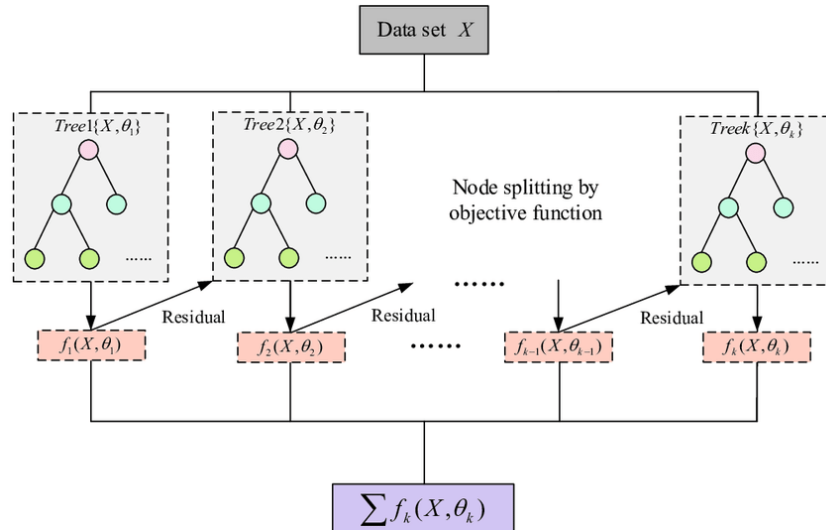 Data set X
Tree1{X,θ₁}
Tree2{X,θ₂}
Treek{X,θₖ}
Node splitting by
objective function
......
......
......
......
Residual
Residual
Residual
f₁(X,θ₁)
f₂(X,θ₂)
......
fₖ₋₁(X,θₖ₋₁)
fₖ(X,θₖ)
∑ fₖ(X,θₖ)